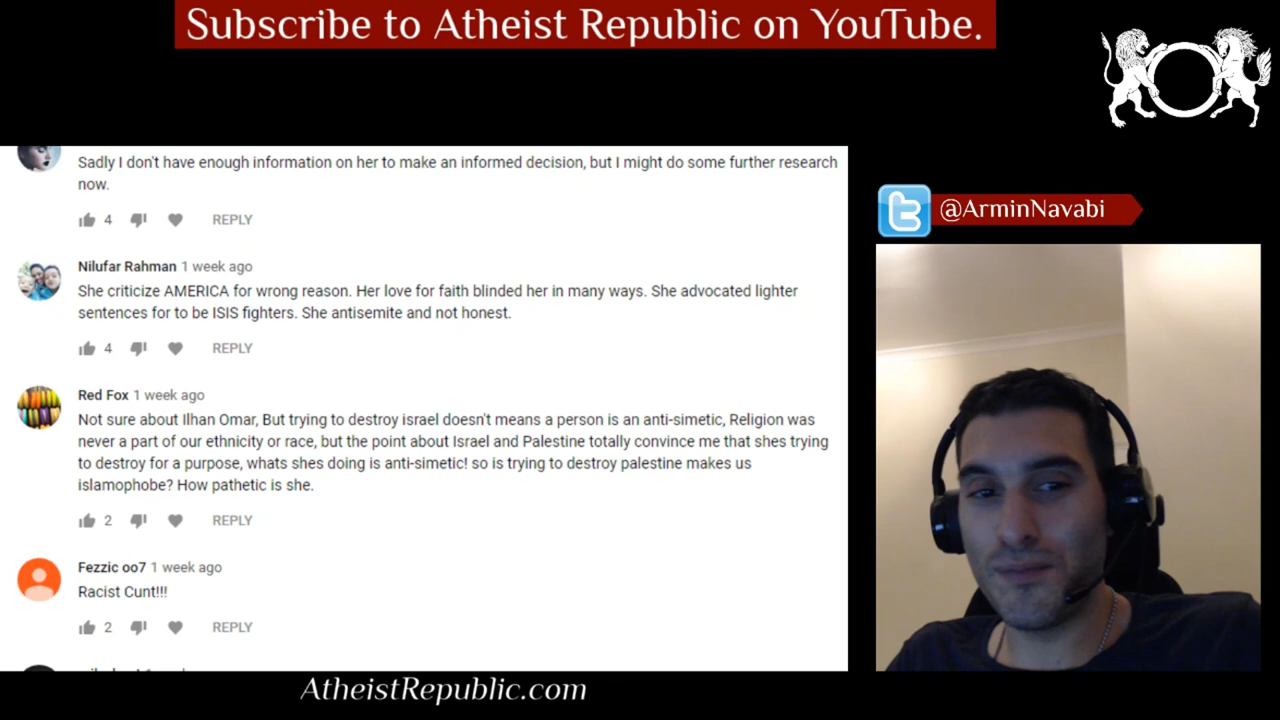 Subscribe to Atheist Republic on YouTube.
Sadly I don't have enough information on her to make an informed decision, but I might do some further research
now.
4 REPLY
@ArminNavabi
Nilufar Rahman 1 week ago
She criticize AMERICA for wrong reason. Her love for faith blinded her in many ways. She advocated lighter
sentences for to be ISIS fighters. She antisemite and not honest.
4 REPLY
Red Fox 1 week ago
Not sure about Ilhan Omar, But trying to destroy israel doesn't means a person is an anti-simetic, Religion was
never a part of our ethnicity or race, but the point about Israel and Palestine totally convince me that shes trying
to destroy for a purpose, whats shes doing is anti-simetic! so is trying to destroy palestine makes us
islamophobe? How pathetic is she.
2 REPLY
Fezzic oo7 1 week ago
Racist Cunt!!!
2 REPLY
AtheistRepublic.com